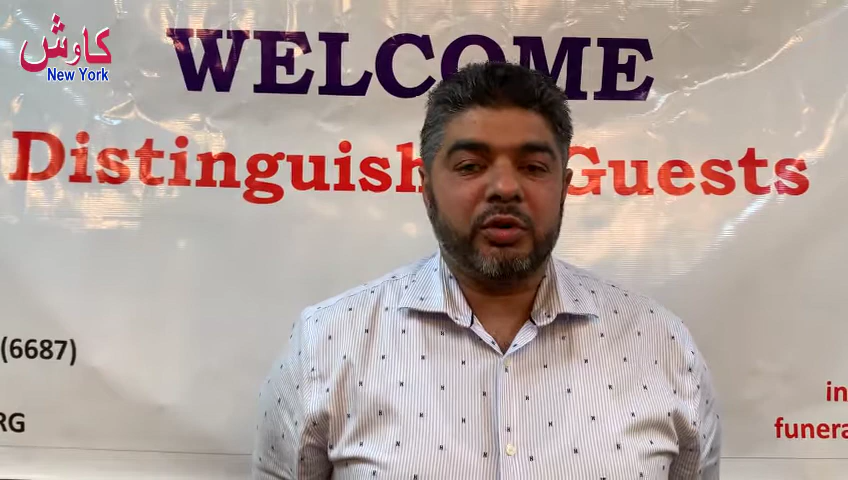 کاوش
New York
WELCOME
Distinguish Guests
(6687)
RG
in
funera